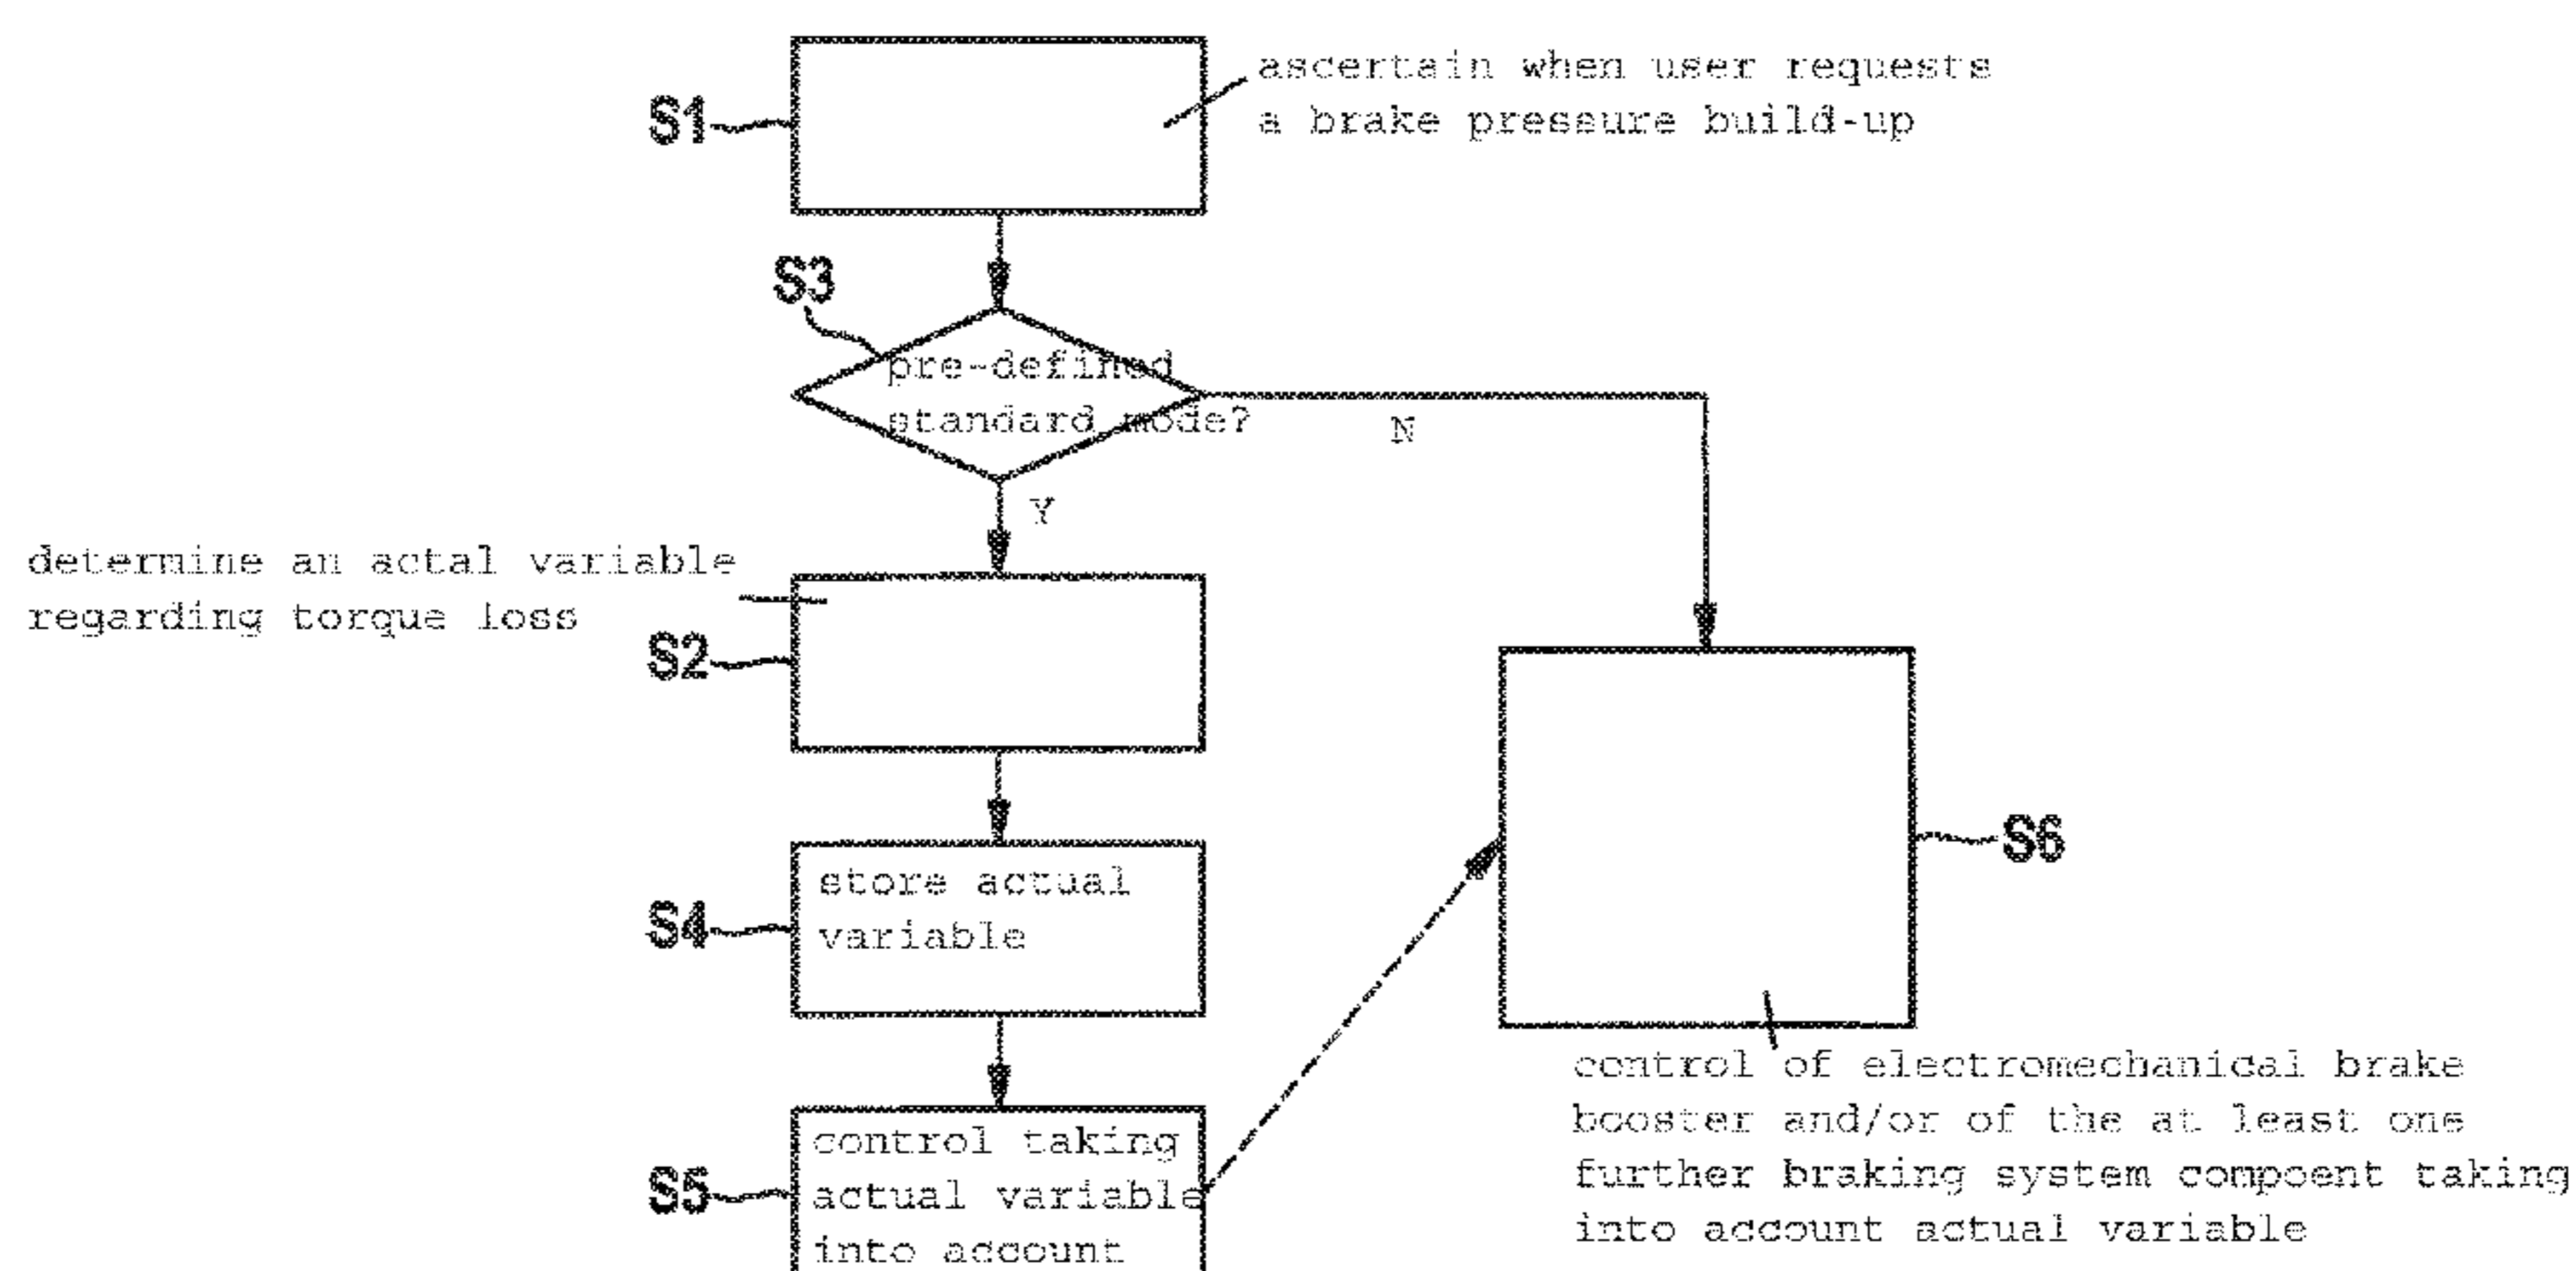 S1
ascertain when user requests
a brake pressure build-up
S3
pre-defined
standard mode?
N
Y
determine an actal variable
regarding torque loss
S2
S4
store actual
variable
S6
S5
control taking
actual variable
into account
control of electromechanical brake
booster and/or of the at least one
further braking system compoent taking
into account actual variable